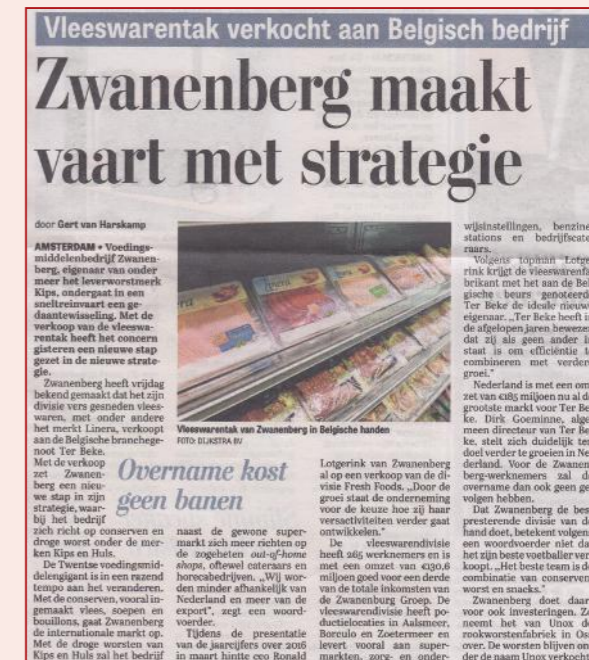 Vleeswarentak verkocht aan Belgisch bedrijf
Zwanenberg maakt
vaart met strategie
door Gert van Harskamp
AMSTERDAM • Voedings-
middelenbedrijf Zwanen-
berg, eigenaar van onder
meer het leverworstmerk
Kips, ondergaat in een
sneltreinvaart een ge-
daantewisseling. Met de
verkoop van de vleeswa-
rentak heeft het concern
gisteren een nieuwe stap
gezet in de nieuwe strate-
gie.
Zwanenberg heeft vrijdag
bekend gemaakt dat het zijn
divisie vers gesneden vlees-
waren, met onder andere
het merk Linera, verkoopt
aan de Belgische branchege-
noot Ter Beke.
Met de verkoop
zet Zwanen-
berg een nieu-
we stap in zijn
strategie, waar-
bij het bedrijf
zich richt op conserven en
droge worst onder de mer-
ken Kips en Huls.
De Twentse voedingsmid-
delengigant is in een razend
tempo aan het veranderen.
Met de conserven, vooral in-
gemaakt vlees, soepen en
bouillons, gaat Zwanenberg
de internationale markt op.
Met de droge worsten van
Kips en Huls zal het bedrijf
Vleeswarentak van Zwanenberg in Belgische handen
FOTO: DIJKSTRA BV
Overname kost
geen banen
naast de gewone super-
markt zich meer richten op
de zogeheten out-of-home
shops, oftewel cateraars en
horecabedrijven. „Wij wor-
den minder afhankelijk van
Nederland en meer van de
export”, zegt een woord-
voerder.
Tijdens de presentatie
van de jaarcijfers over 2016
in maart hintte ceo Ronald
Lotgerink van Zwanenberg
al op een verkoop van de di-
visie Fresh Foods. „Door de
groei staat de onderneming
voor de keuze hoe zij haar
versactiviteiten verder gaat
ontwikkelen.”
De vleeswarendivisie
heeft 265 werknemers en is
met een omzet van €130,6
miljoen goed voor een derde
van de totale inkomsten van
de Zwanenburg Groep. De
vleeswarendivisie heeft po-
ductielocaties in Aalsmeer,
Borculo en Zoetermeer en
levert vooral aan super-
markten, zorg- en onder-
wijsinstellingen, benzine-
stations en bedrijfscate
raars.
Volgens topman Lotge
rink krijgt de vleeswarenfa
brikant met het aan de Bel
gische beurs genoteerde
Ter Beke de ideale nieuwe
eigenaar. „Ter Beke heeft in
de afgelopen jaren bewezen
dat zij als geen ander in
staat is om efficiëntie te
combineren met verdere
groei.”
Nederland is met een om
zet van €185 miljoen nu al de
grootste markt voor Ter Be
ke. Dirk Goeminne, alge
meen directeur van Ter Be
ke, stelt zich duidelijk ten
doel verder te groeien in Ne
derland. Voor de Zwanen
berg-werknemers zal de
overname dan ook geen ge
volgen hebben.
Dat Zwanenberg de best
presterende divisie van de
hand doet, betekent volgens
een woordvoerder niet dat
het zijn beste voetballer ver
koopt. „Het beste team is de
combinatie van conserven
worst en snacks.”
Zwanenberg doet daar
voor ook investeringen. Zo
neemt het van Unox de
rookworstenfabriek in Oss
over. De worsten blijven on
der de naam Unox verkocht